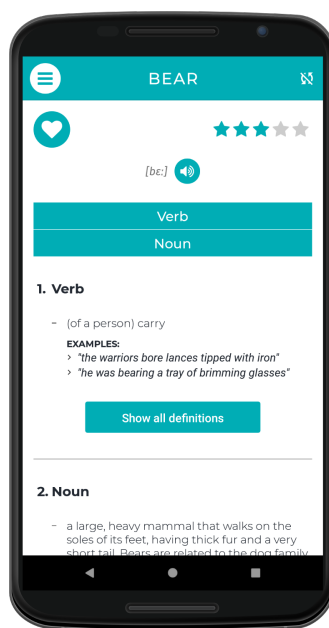 BEAR
[bɛː]
Verb
Noun
1. Verb
- (of a person) carry
EXAMPLES:
> "the warriors bore lances tipped with iron"
> "he was bearing a tray of brimming glasses"
Show all definitions
2. Noun
- a large, heavy mammal that walks on the
soles of its feet, having thick fur and a very
short tail. Bears are related to the dog family